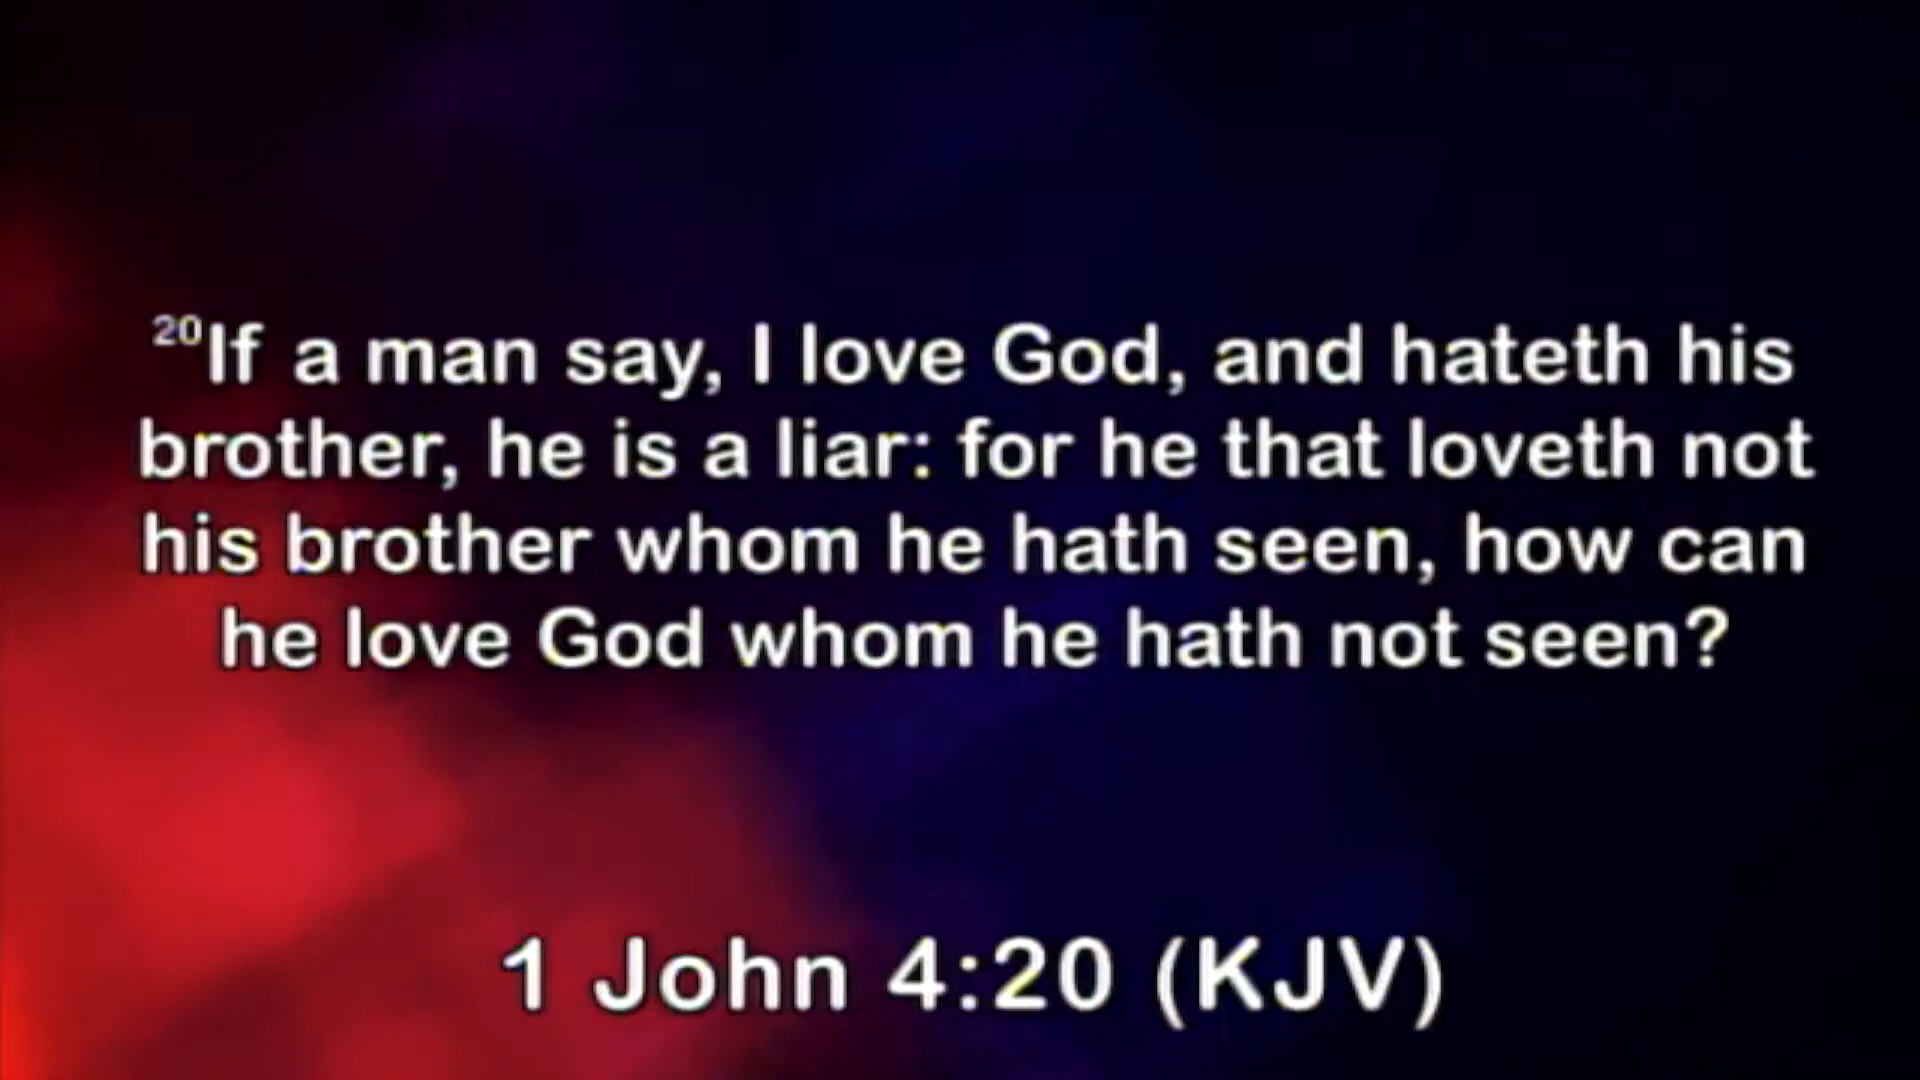 20If a man say, I love God, and hateth his
brother, he is a liar: for he that loveth not
his brother whom he hath seen, how can
he love God whom he hath not seen?
1 John 4:20 (KJV)